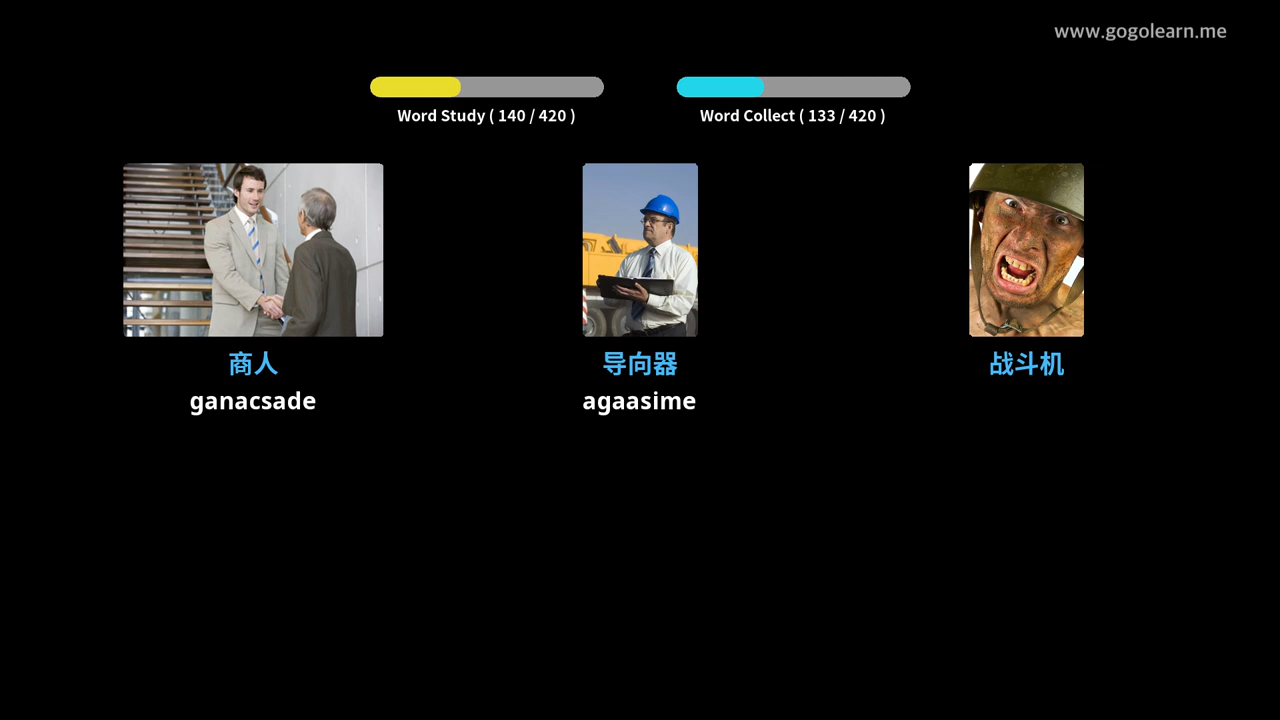 www.gogolearn.me
Word Study ( 140 / 420 )
Word Collect ( 133 / 420 )
商人
导向器
战斗机
ganacsade
agaasime